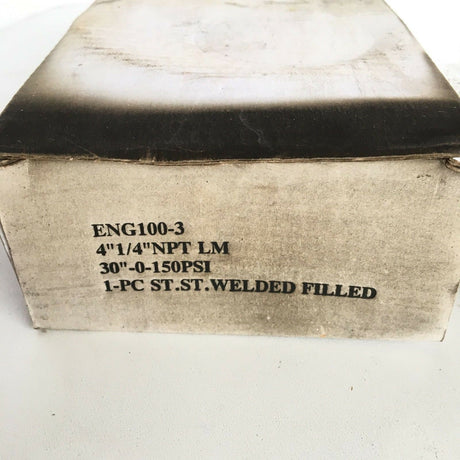 ENG100-3
4"1/4"NPT LM
30"-0-150PSI
1-PC ST.ST.WELDED FILLED